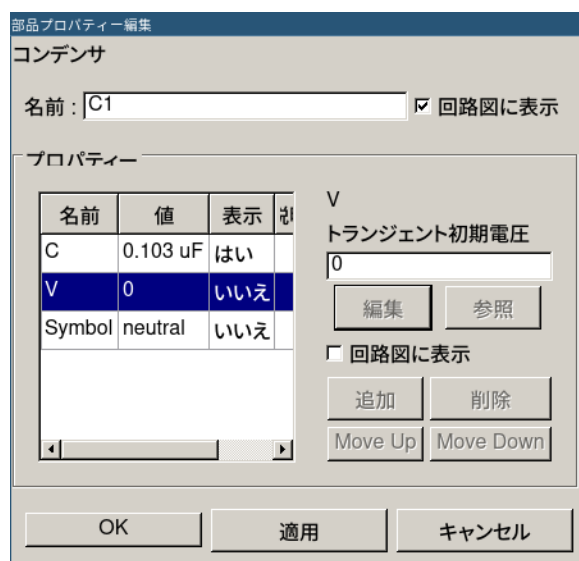 部品プロパティー編集
コンデンサ
名前 : C1
回路図に表示
プロパティー
名前 値 表示
C 0.103 uF はい
V 0 いいえ
Symbol neutral いいえ
V
トランジェント初期電圧
0
編集 参照
回路図に表示
追加 削除
Move Up Move Down
OK 適用 キャンセル